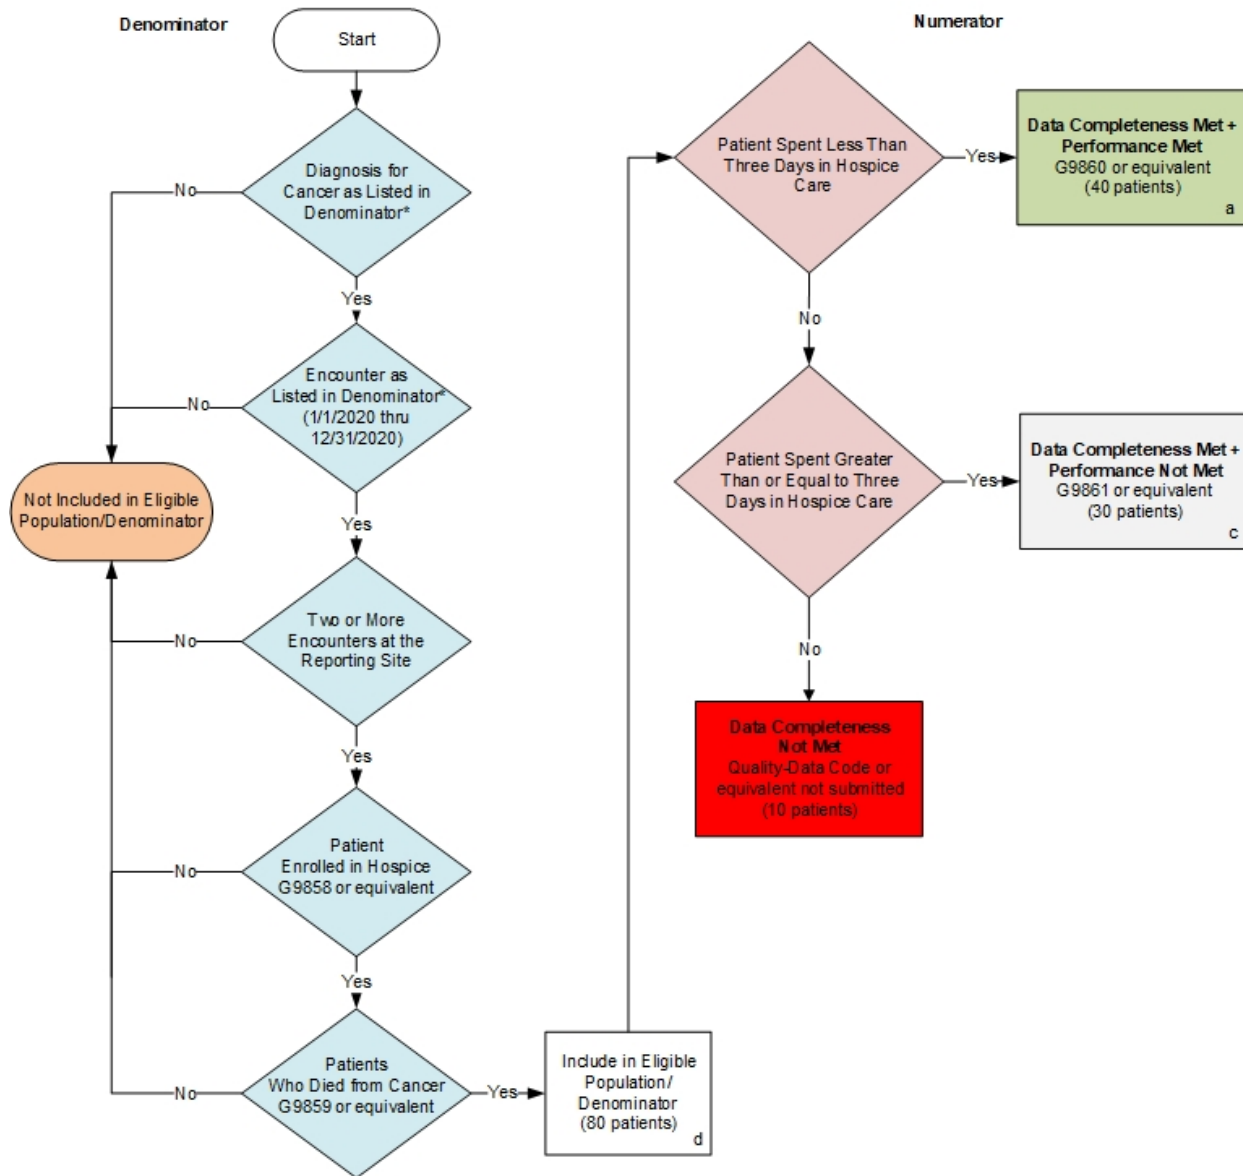 Denominator
Start
Diagnosis for
Cancer as Listed in
Denominator*
No
Yes
Encounter as
Listed in Denominator*
(1/1/2020 thru
12/31/2020)
No
Not Included in Eligible
Population/Denominator
Yes
Two or More
Encounters at the
Reporting Site
No
Yes
Patient
Enrolled in Hospice
G9858 or equivalent
No
Yes
Patients
Who Died from Cancer
G9859 or equivalent
No
Yes
Include in Eligible
Population/
Denominator
(80 patients)
d
Numerator
Patient Spent Less Than
Three Days in Hospice
Care
Yes
Data Completeness Met +
Performance Met
G9860 or equivalent
(40 patients)
a
No
Patient Spent Greater
Than or Equal to Three
Days in Hospice Care
Yes
Data Completeness Met +
Performance Not Met
G9861 or equivalent
(30 patients)
c
No
Data Completeness
Not Met
Quality-Data Code or
equivalent not submitted
(10 patients)